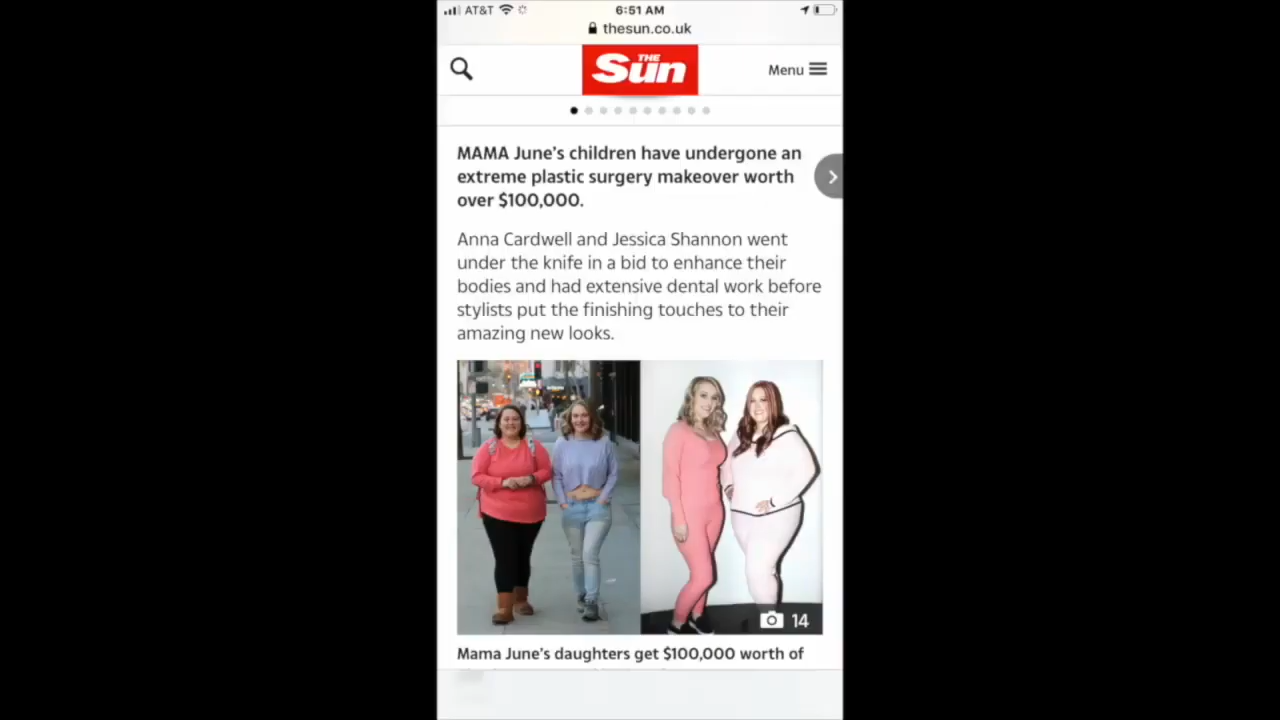 AT&T
6:51 AM
thesun.co.uk
THE
Sun
Menu
MAMA June's children have undergone an
extreme plastic surgery makeover worth
over $100,000.
Anna Cardwell and Jessica Shannon went
under the knife in a bid to enhance their
bodies and had extensive dental work before
stylists put the finishing touches to their
amazing new looks.
14
Mama June's daughters get $100,000 worth of